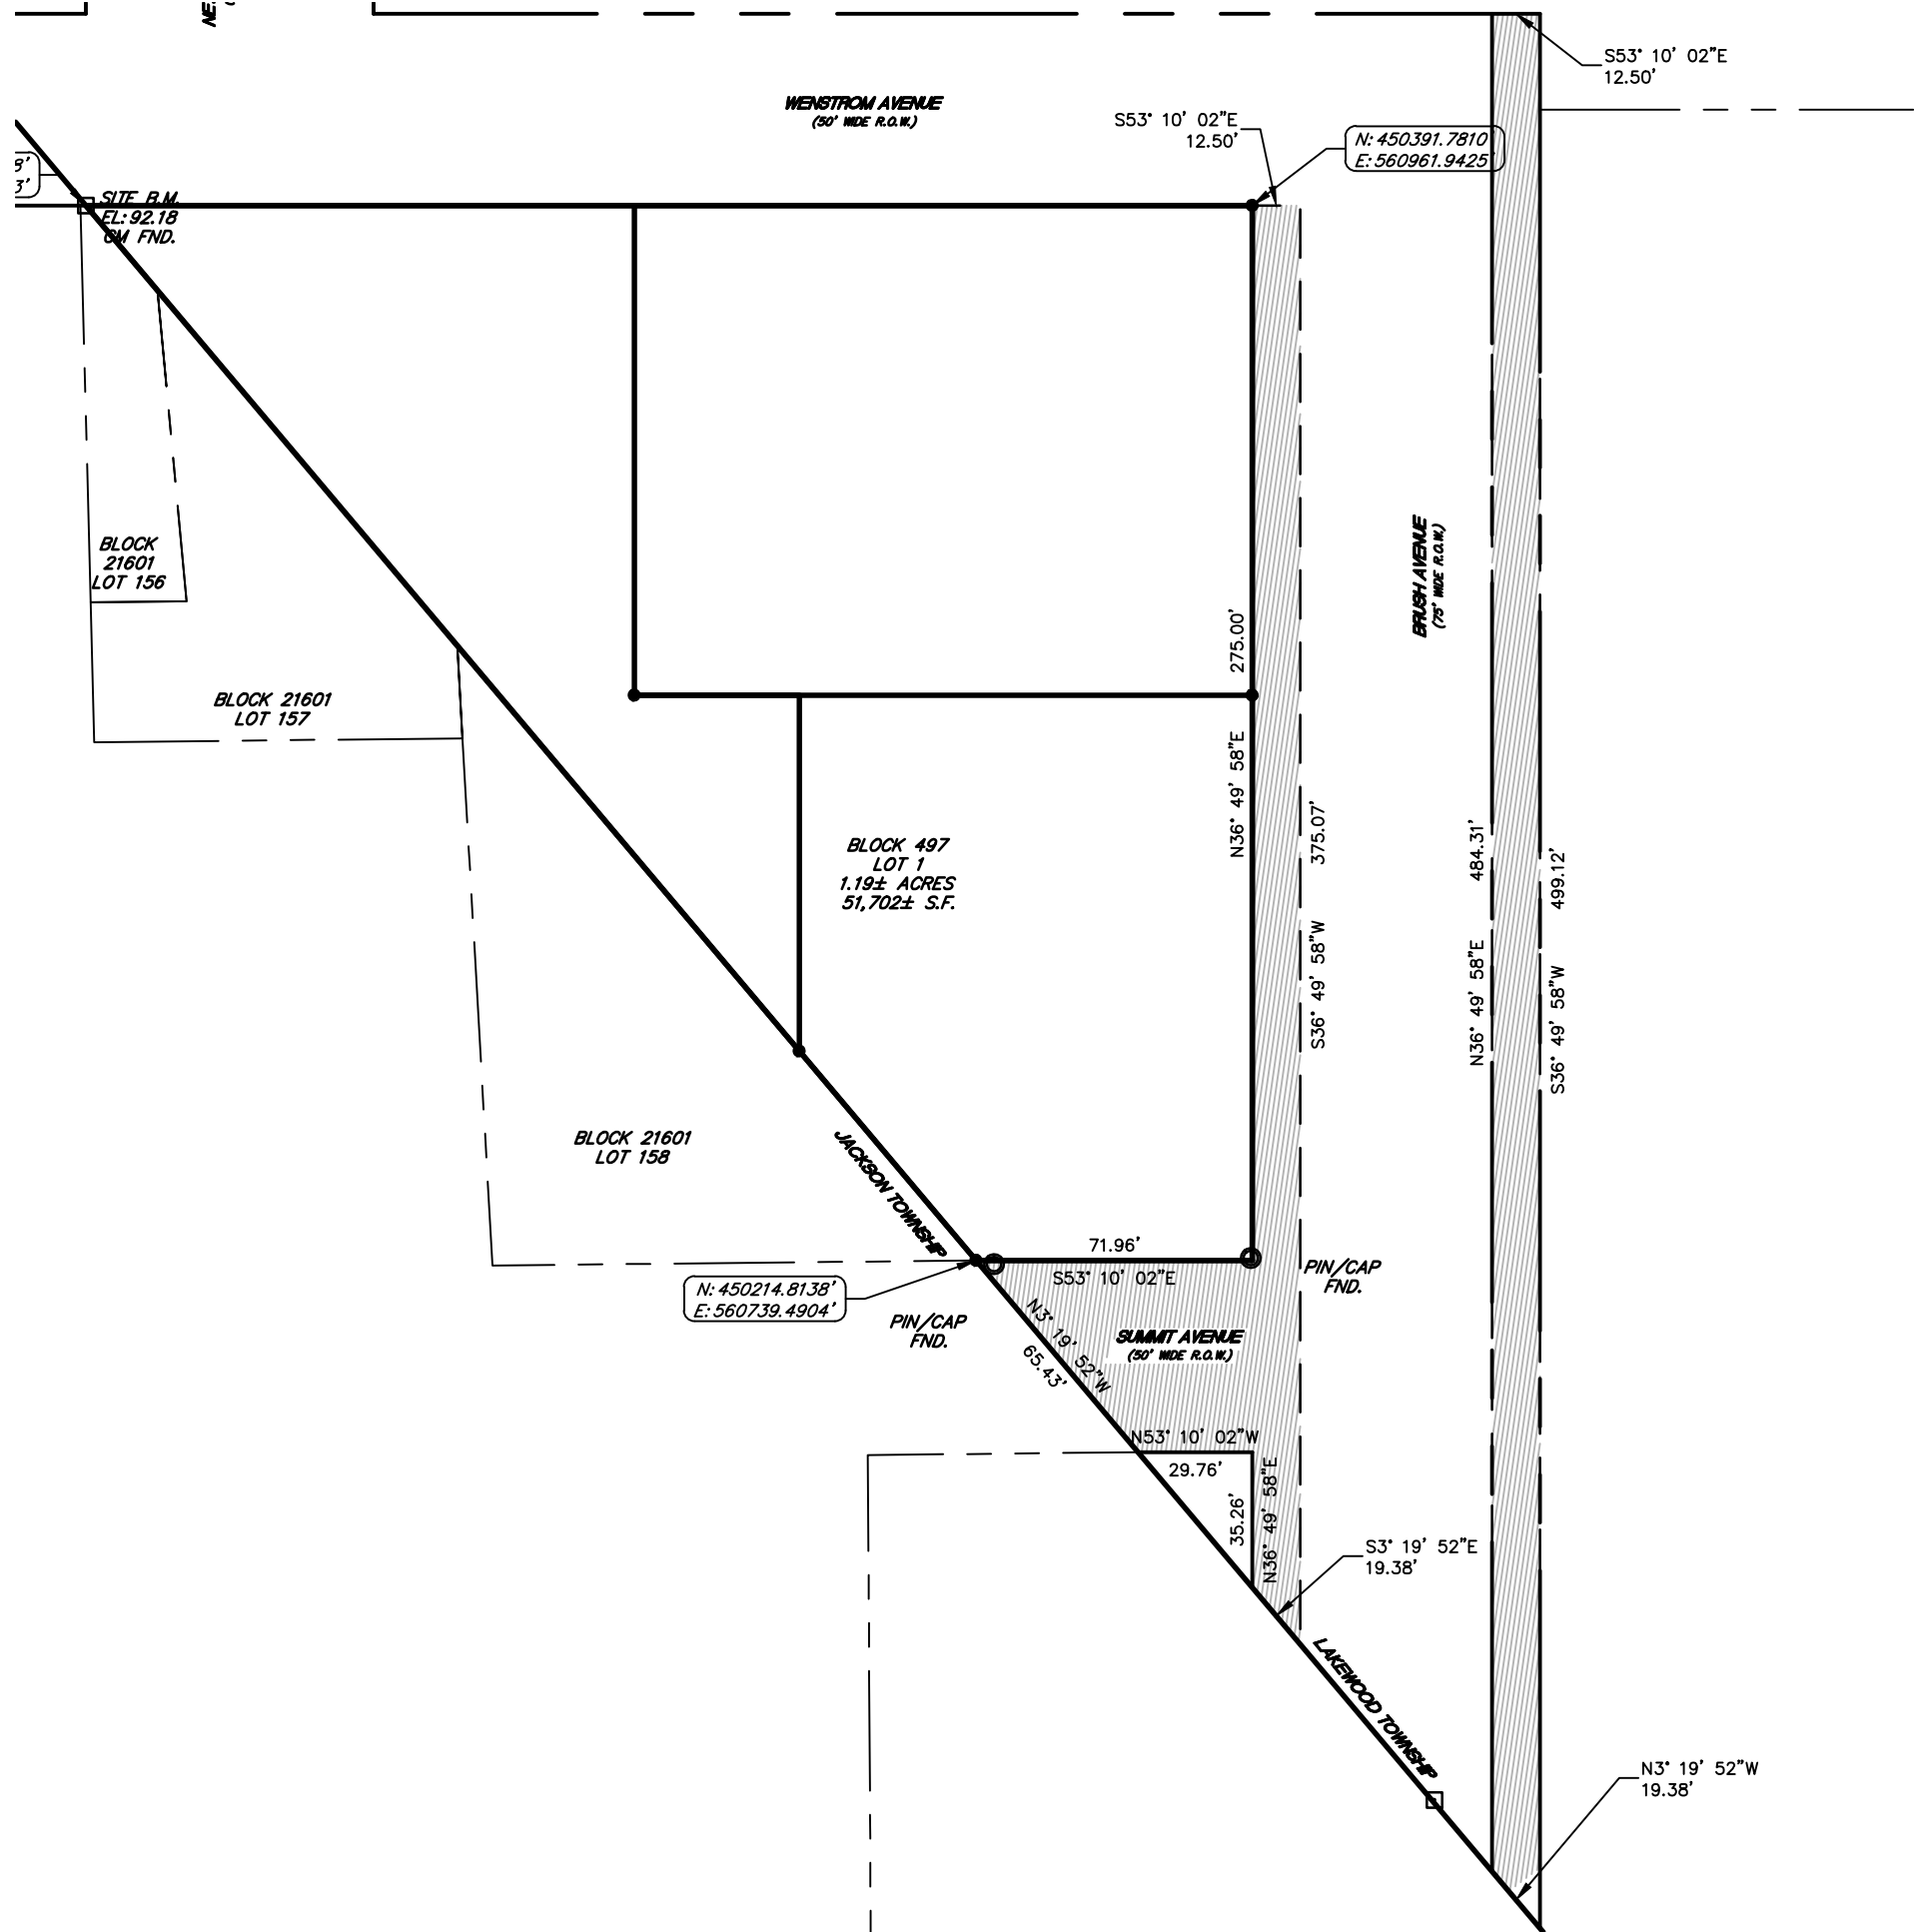 S53° 10' 02"E
12.50'
WENSTROM AVENUE
(50' WIDE R.O.W.)
S53° 10' 02"E
12.50'
N: 450391.7810
E: 560961.9425
3'
SITE B.M.
EL: 92.18
CM FND.
BLOCK
21601
LOT 156
BRUSH AVENUE
(75' WIDE R.O.W.)
275.00'
N36° 49' 58"E
BLOCK 21601
LOT 157
375.07'
S36° 49' 58"W
484.31'
N36° 49' 58"E
499.12'
S36° 49' 58"W
BLOCK 497
LOT 1
1.19± ACRES
51,702± S.F.
BLOCK 21601
LOT 158
JACKSON TOWNSHIP
71.96'
S53° 10' 02"E
PIN/CAP
FND.
N: 450214.8138'
E: 560739.4904'
PIN/CAP
FND.
N3° 19' 52"W
65.43'
SUMMIT AVENUE
(50' WIDE R.O.W.)
N53° 10' 02"W
29.76'
35.26'
N36° 49' 58"E
S3° 19' 52"E
19.38'
LAKEWOOD TOWNSHIP
N3° 19' 52"W
19.38'